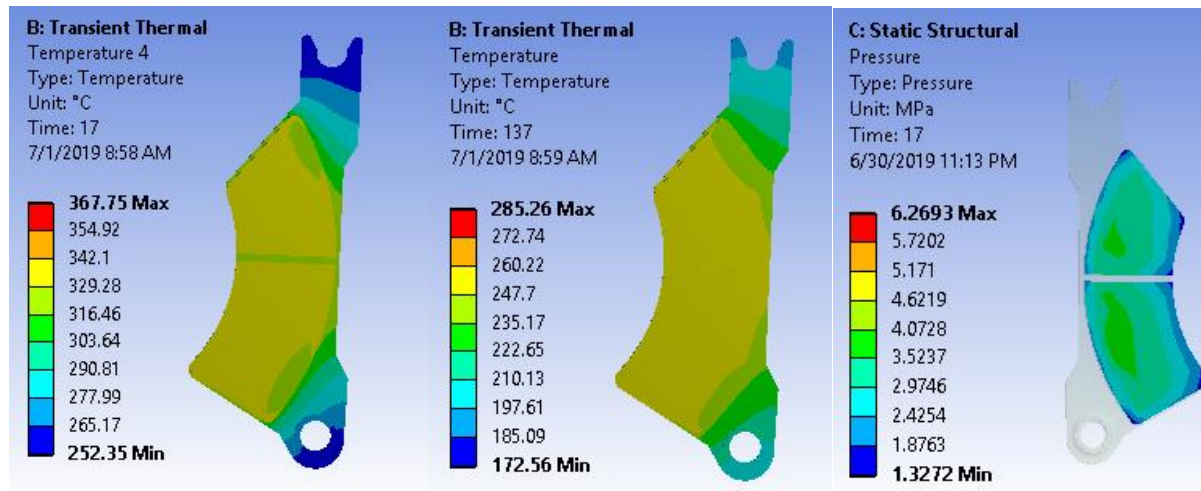 B: Transient Thermal
Temperature 4
Type: Temperature
Unit: °C
Time: 17
7/1/2019 8:58 AM
367.75 Max
354.92
342.1
329.28
316.46
303.64
290.81
277.99
265.17
252.35 Min
B: Transient Thermal
Temperature
Type: Temperature
Unit: °C
Time: 137
7/1/2019 8:59 AM
285.26 Max
272.74
260.22
247.7
235.17
222.65
210.13
197.61
185.09
172.56 Min
C: Static Structural
Pressure
Type: Pressure
Unit: MPa
Time: 17
6/30/2019 11:13 PM
6.2693 Max
5.7202
5.171
4.6219
4.0728
3.5237
2.9746
2.4254
1.8763
1.3272 Min